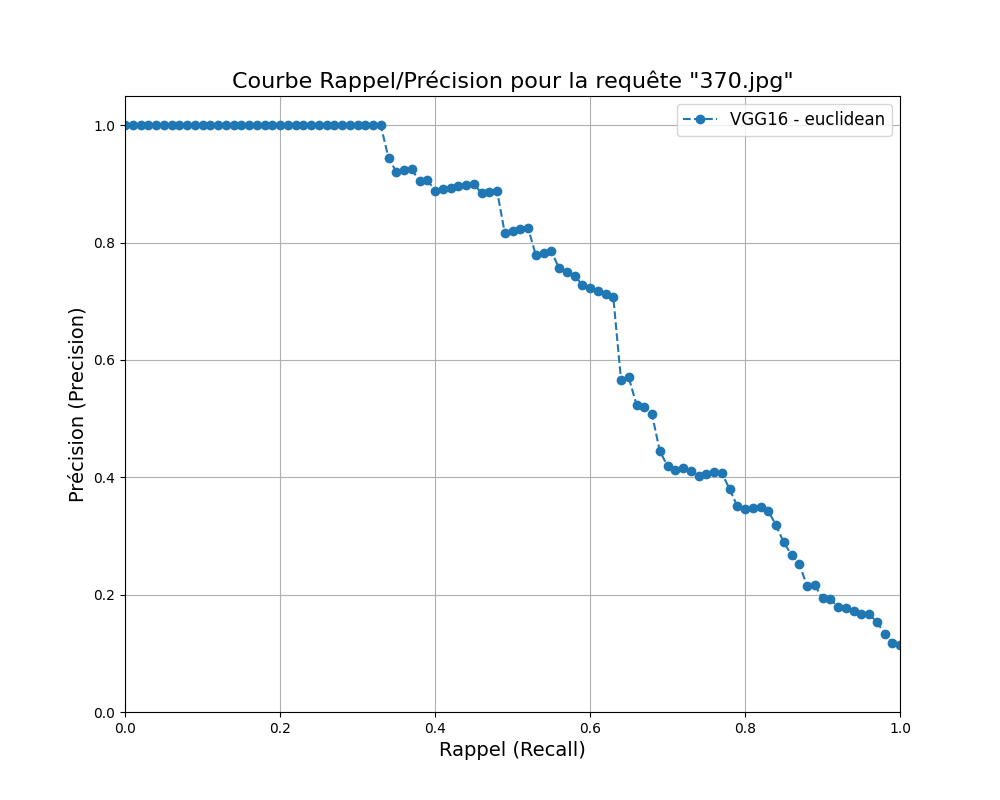 Courbe Rappel/Précision pour la requête "370.jpg"
VGG16 - euclidean
Précision (Precision)
1.0
0.8
0.6
0.4
0.2
0.0
0.0 0.2 0.4 0.6 0.8 1.0
Rappel (Recall)